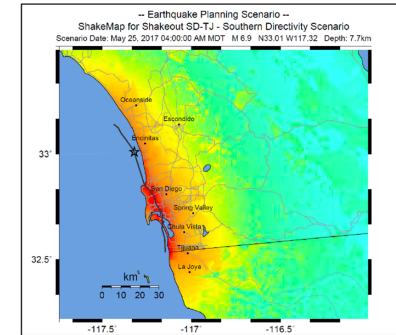 -- Earthquake Planning Scenario --
ShakeMap for Shakeout SD-TJ - Southern Directivity Scenario
Scenario Date: May 25, 2017 04:00:00 AM MDT M 6.9 N33.01 W117.32 Depth: 7.7km
Oceanside
Escondido
Encinitas
33°
San Diego
Spring Valley
Chula Vista
Tijuana
32.5°
La Joya
km
0 10 20 30
-117.5° -117° -116.5°